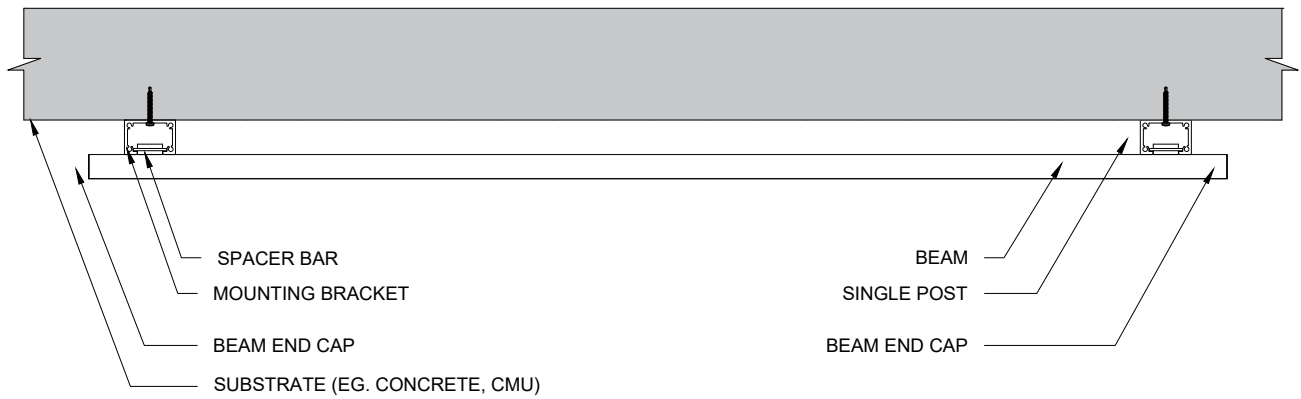 SPACER BAR
MOUNTING BRACKET
BEAM END CAP
SUBSTRATE (EG. CONCRETE, CMU)
BEAM
SINGLE POST
BEAM END CAP